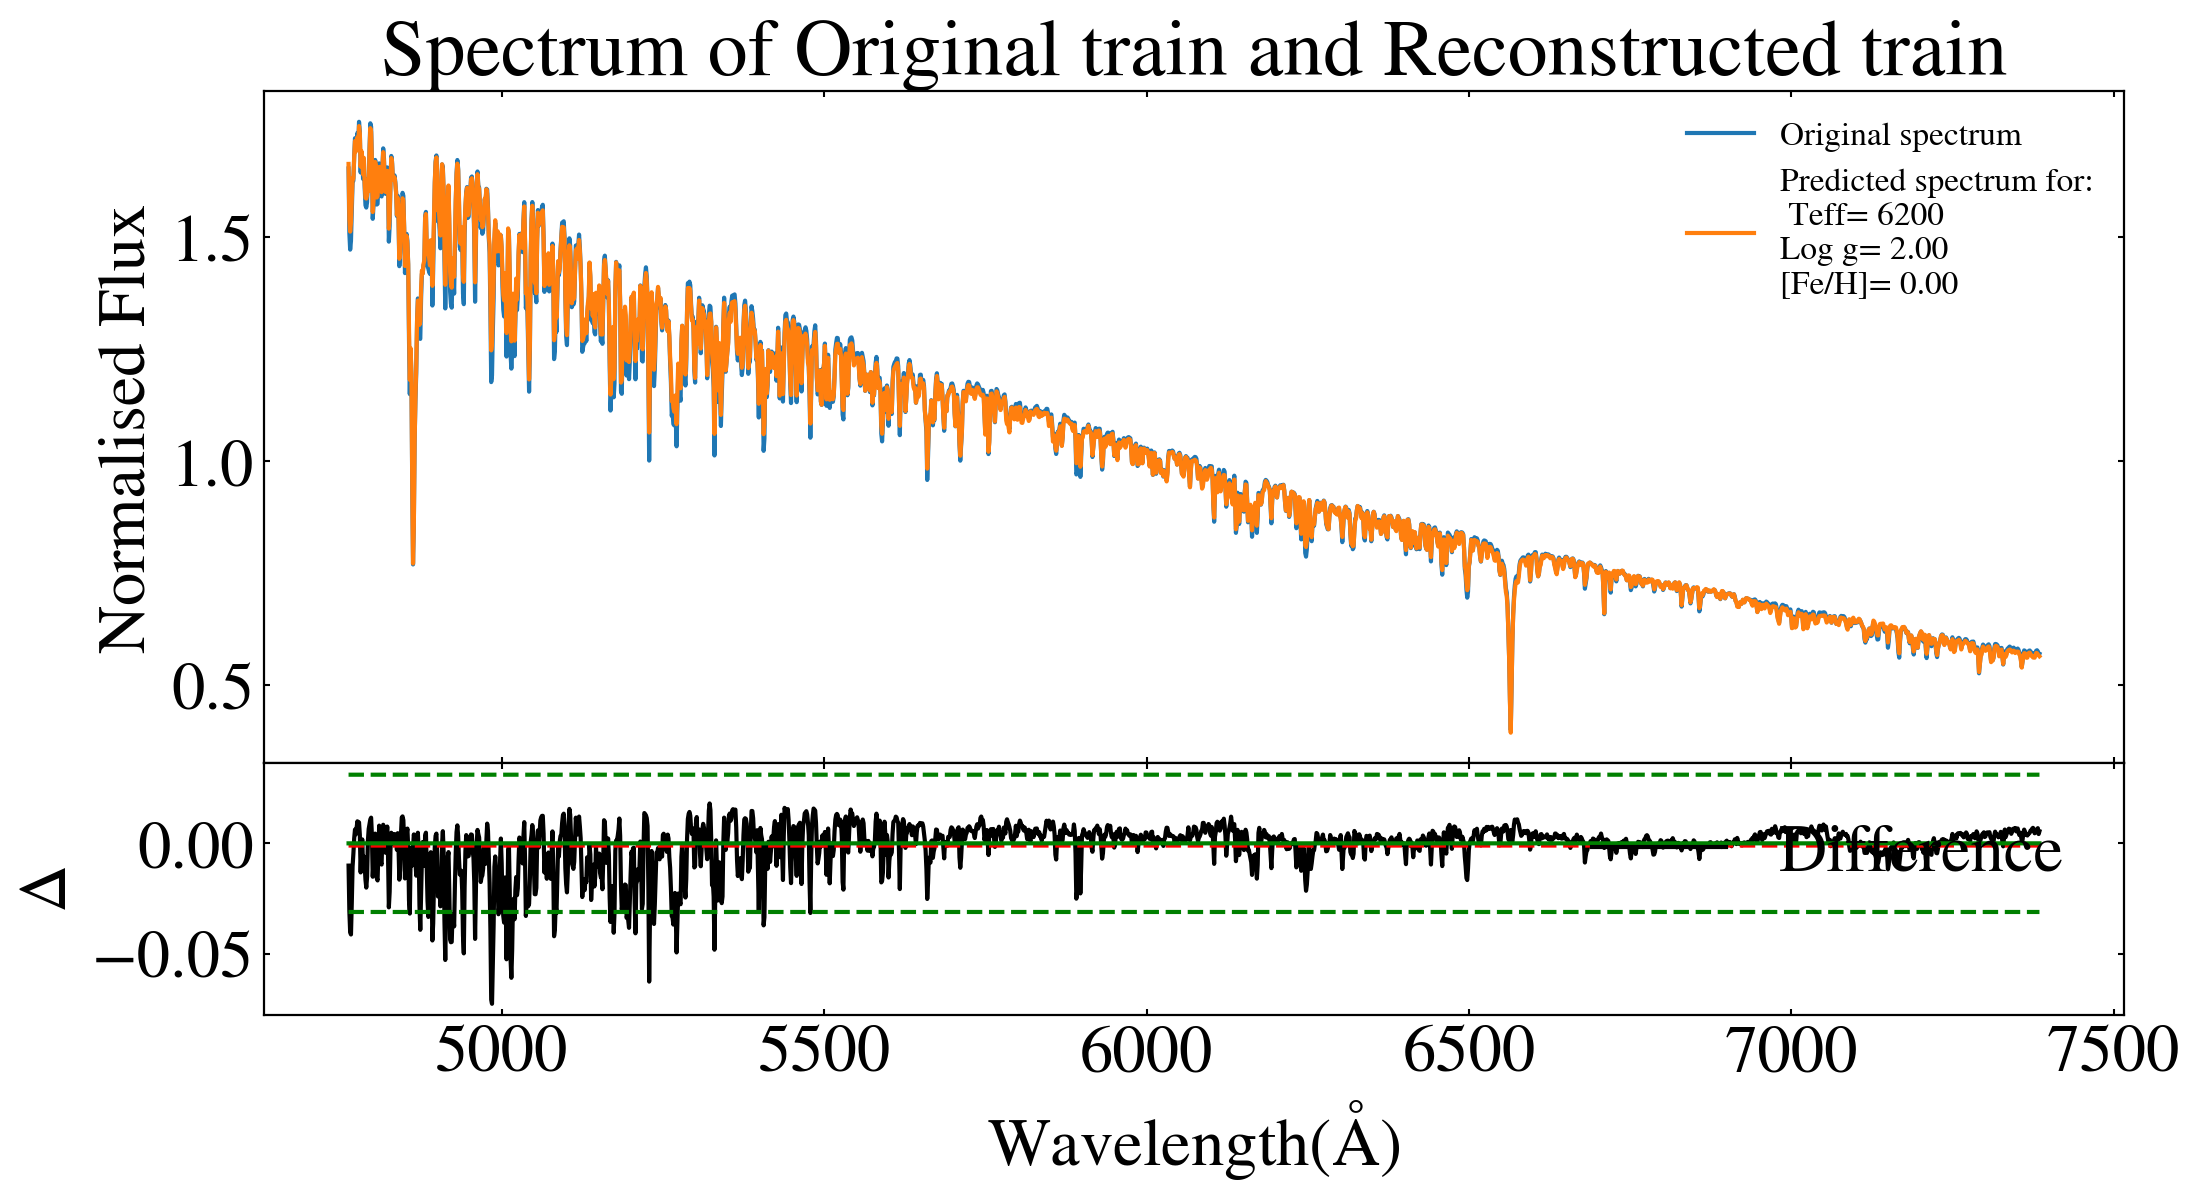 Spectrum of Original train and Reconstructed train
Normalised Flux
1.5
1.0
0.5
Original spectrum
Predicted spectrum for:
Teff= 6200
Log g= 2.00
[Fe/H]= 0.00
Δ
0.00
−0.05
Difference
5000 5500 6000 6500 7000 7500
Wavelength(Å)